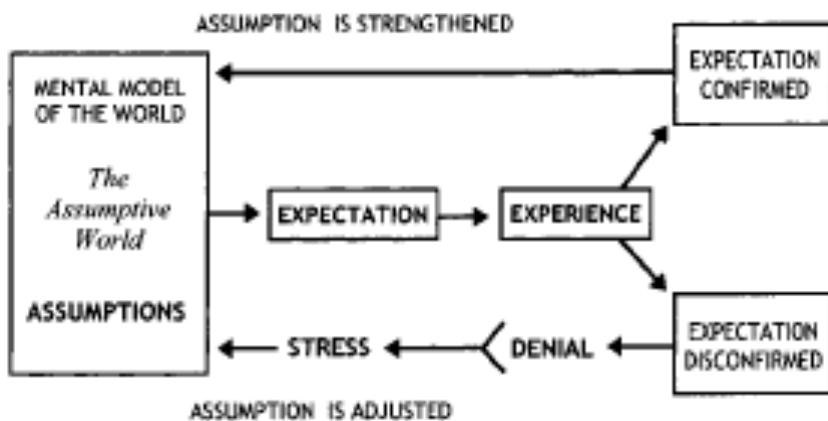 ASSUMPTION IS STRENGTHENED
MENTAL MODEL
OF THE WORLD
The
Assumptive
World
ASSUMPTIONS
EXPECTATION
EXPERIENCE
EXPECTATION
CONFIRMED
EXPECTATION
DISCONFIRMED
DENIAL
STRESS
ASSUMPTION IS ADJUSTED